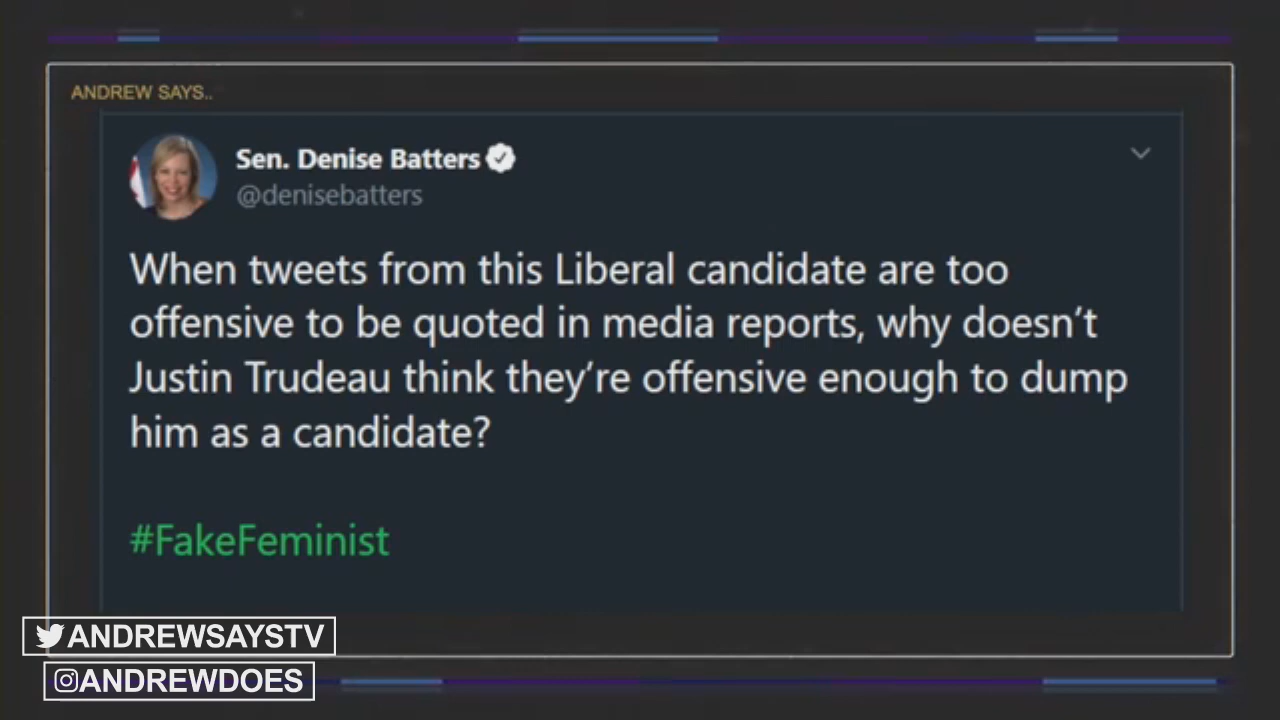 ANDREW SAYS..
Sen. Denise Batters
@denisebatters
When tweets from this Liberal candidate are too
offensive to be quoted in media reports, why doesn’t
Justin Trudeau think they’re offensive enough to dump
him as a candidate?
#FakeFeminist
ANDREWSAYSTV
ANDREWDOES